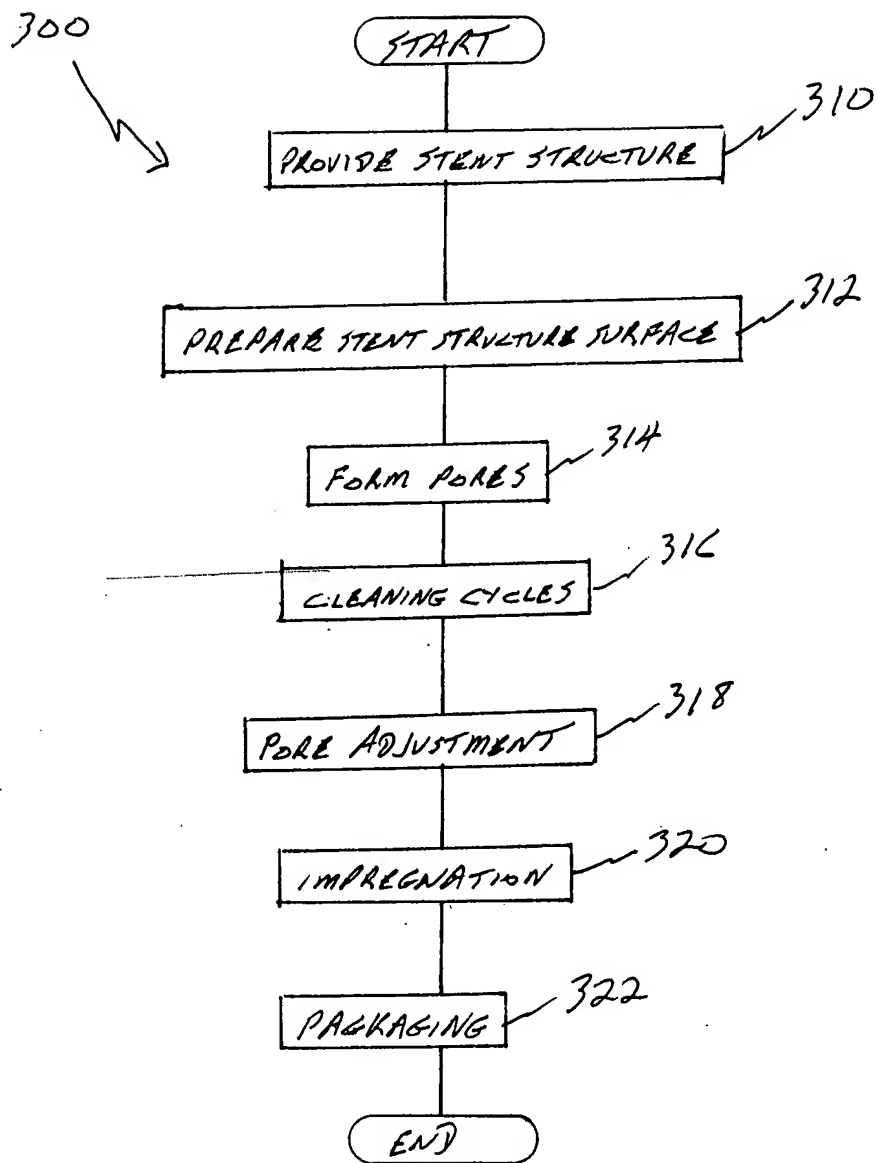 300
START
310
PROVIDE STENT STRUCTURE
312
PREPARE STENT STRUCTURE SURFACE
314
FORM PORES
316
CLEANING CYCLES
318
PORE ADJUSTMENT
320
IMPREGNATION
322
PACKAGING
END